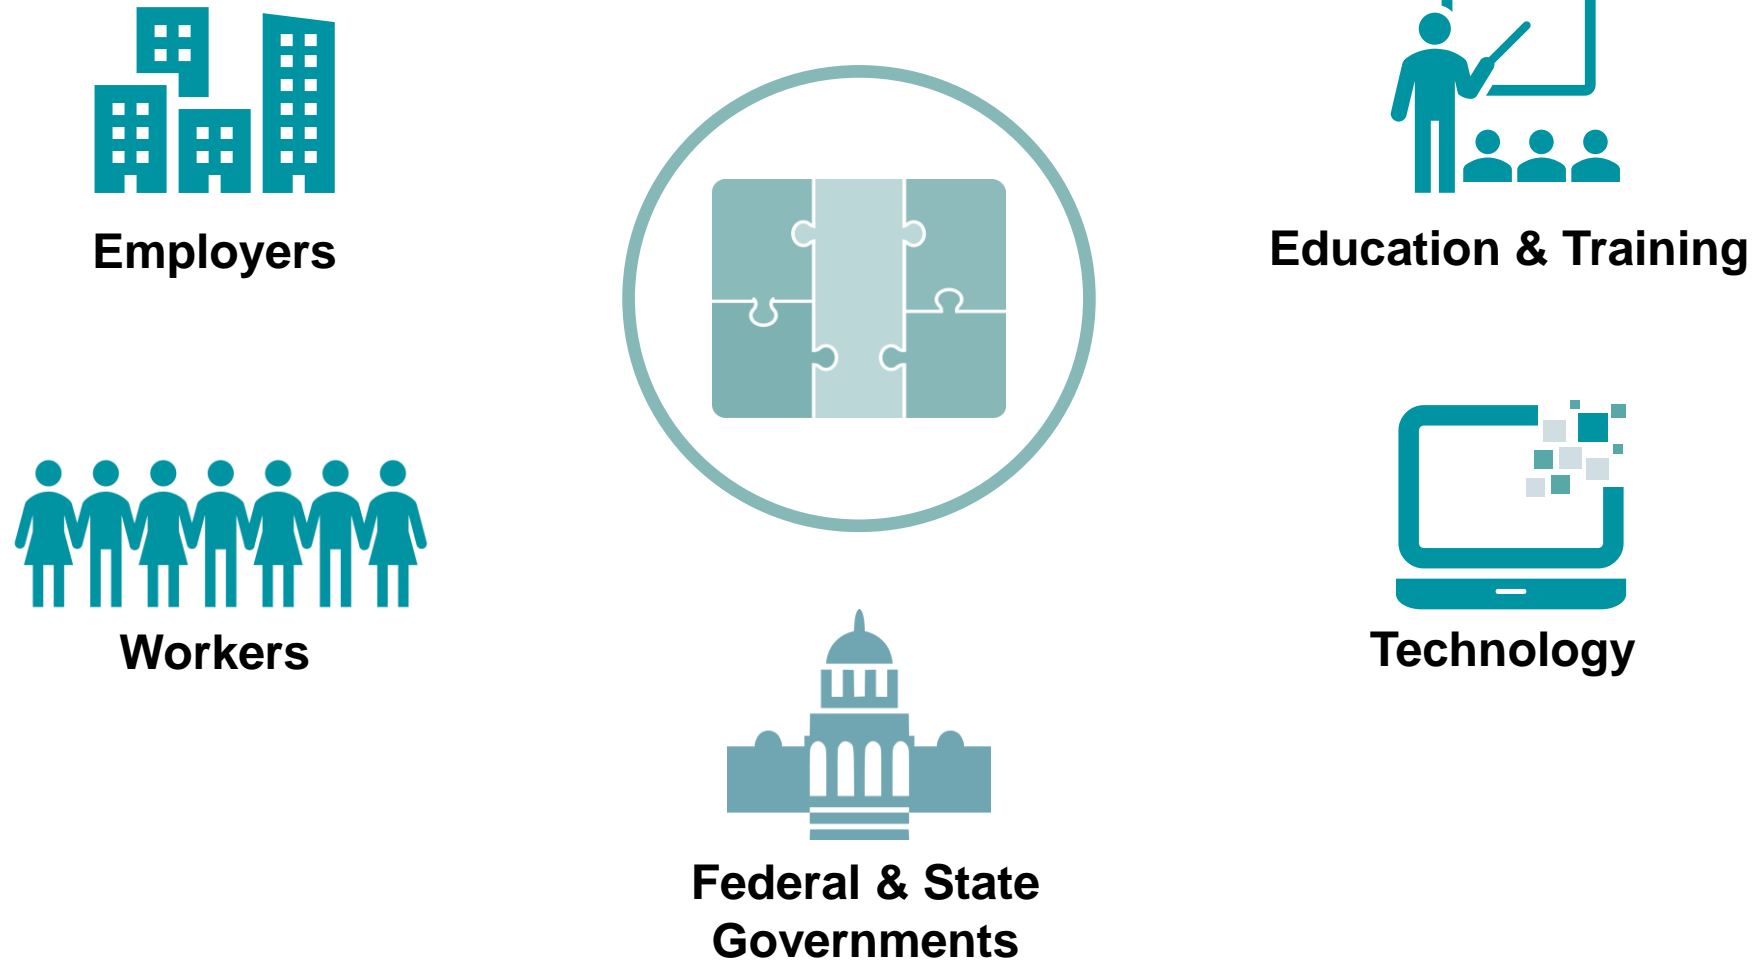 Employers
Education & Training
Workers
Technology
Federal & State
Governments